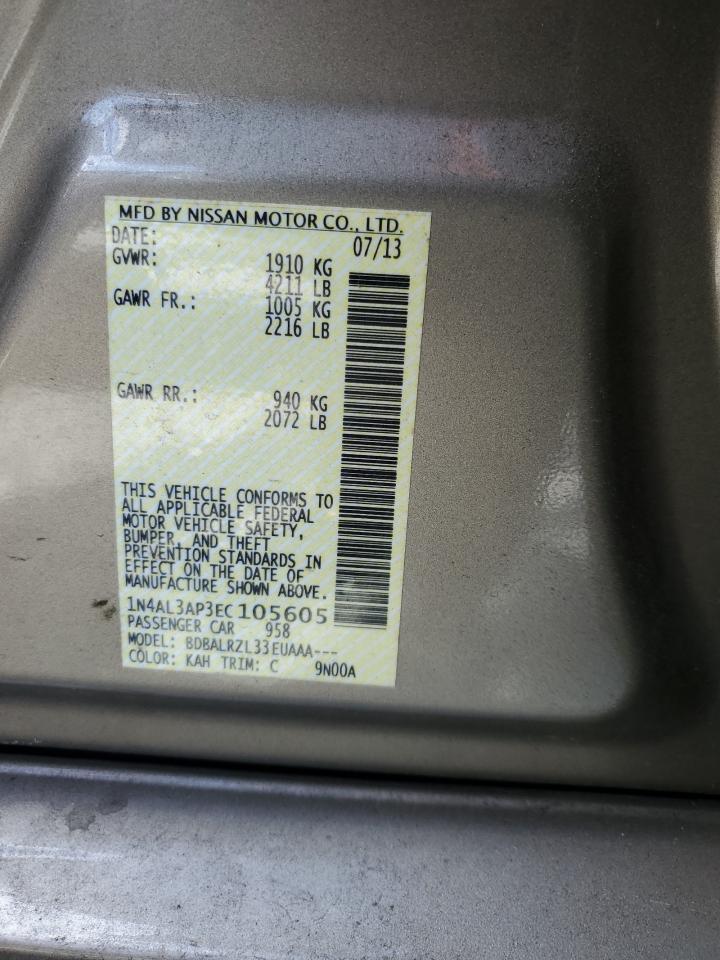 MFD BY NISSAN MOTOR CO., LTD.
DATE: 07/13
GVWR: 1910 KG
4211 LB
GAWR FR.: 1005 KG
2216 LB
GAWR RR.: 940 KG
2072 LB
THIS VEHICLE CONFORMS TO
ALL APPLICABLE FEDERAL
MOTOR VEHICLE SAFETY,
BUMPER, AND THEFT
PREVENTION STANDARDS IN
EFFECT ON THE DATE OF
MANUFACTURE SHOWN ABOVE.
1N4AL3AP3EC105605
PASSENGER CAR 958
MODEL: BDBALRZL33EUAAA---
COLOR: KAH TRIM: C 9N00A